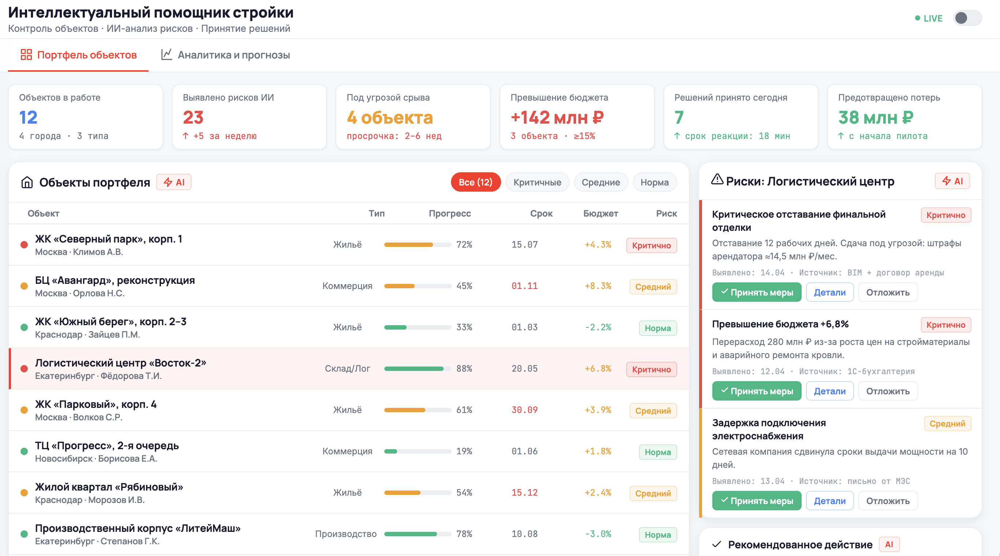 Интеллектуальный помощник стройки
Контроль объектов · ИИ-анализ рисков · Принятие решений
LIVE
Портфель объектов
Аналитика и прогнозы
Объектов в работе
12
4 города · 3 типа
Выявлено рисков ИИ
23
↑ +5 за неделю
Под угрозой срыва
4 объекта
просрочка: 2–6 нед
Превышение бюджета
+142 млн ₽
3 объекта · ≥15%
Решений принято сегодня
7
↑ срок реакции: 18 мин
Предотвращено потерь
38 млн ₽
↑ с начала пилота
Объекты портфеля AI
Все (12) Критичные Средние Норма
Объект Тип Прогресс Срок Бюджет Риск
ЖК «Северный парк», корп. 1
Москва · Климов А.В.
Жильё 72% 15.07 +4.3% Критично
БЦ «Авангард», реконструкция
Москва · Орлова Н.С.
Коммерция 45% 01.11 +8.3% Средний
ЖК «Южный берег», корп. 2–3
Краснодар · Зайцев П.М.
Жильё 33% 01.03 -2.2% Норма
Логистический центр «Восток-2»
Екатеринбург · Фёдорова Т.И.
Склад/Лог 88% 20.05 +6.8% Критично
ЖК «Парковый», корп. 4
Москва · Волков С.Р.
Жильё 61% 30.09 +3.9% Средний
ТЦ «Прогресс», 2-я очередь
Новосибирск · Борисова Е.А.
Коммерция 19% 01.06 +1.8% Норма
Жилой квартал «Рябиновый»
Краснодар · Морозов И.В.
Жильё 54% 15.12 +2.4% Средний
Производственный корпус «ЛитейМаш»
Екатеринбург · Степанов Г.К.
Производство 78% 10.08 -3.0% Норма
Риски: Логистический центр AI
Критическое отставание финальной
отделки
Критично
Отставание 12 рабочих дней. Сдача под угрозой: штрафы
арендатора ≈14,5 млн ₽/мес.
Выявлено: 14.04 · Источник: BIM + договор аренды
Принять меры Детали Отложить
Превышение бюджета +6,8%
Критично
Перерасход 280 млн ₽ из-за роста цен на стройматериалы
и аварийного ремонта кровли.
Выявлено: 12.04 · Источник: 1С-бухгалтерия
Принять меры Детали Отложить
Задержка подключения
электроснабжения
Средний
Сетевая компания сдвинула сроки выдачи мощности на 10
дней.
Выявлено: 13.04 · Источник: письмо от МЭС
Принять меры Детали Отложить
Рекомендованное действие AI